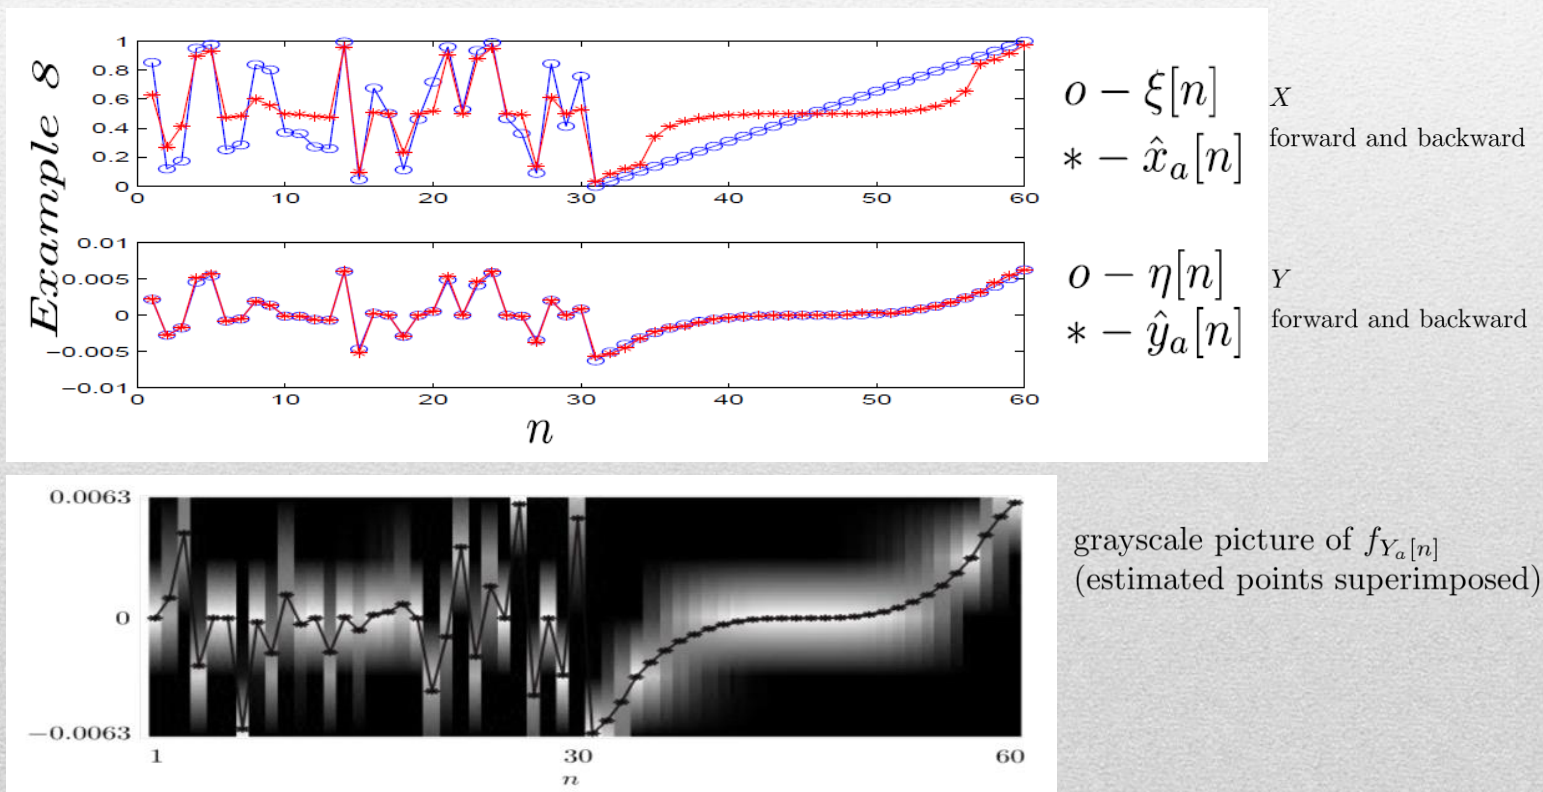 Example 8
1
0.8
0.6
0.4
0.2
0
0 10 20 30 40 50 60
o − ξ[n]
∗ − x̂ₐ[n]
X
forward and backward
0.01
0.005
0
−0.005
−0.01
0 10 20 30 40 50 60
n
o − η[n]
∗ − ŷₐ[n]
Y
forward and backward
0.0063
0
−0.0063
1 30 60
n
grayscale picture of f_{Yₐ[n]}
(estimated points superimposed)